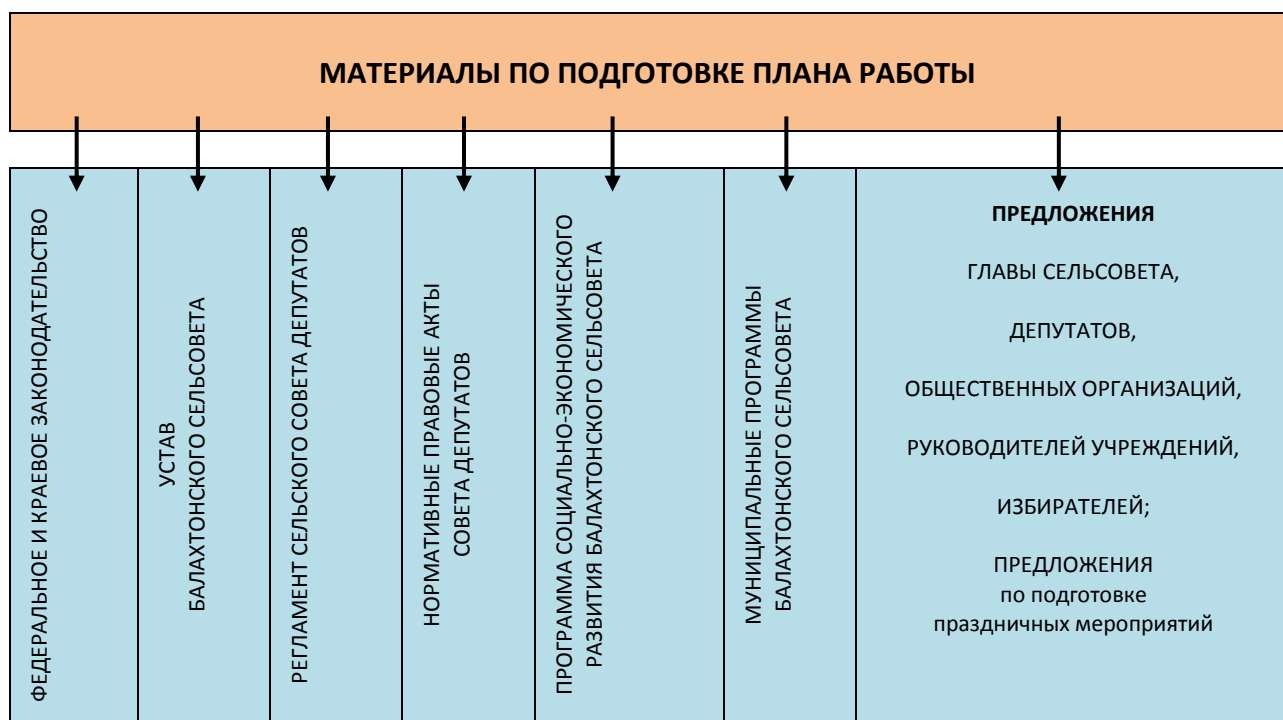 МАТЕРИАЛЫ ПО ПОДГОТОВКЕ ПЛАНА РАБОТЫ
ФЕДЕРАЛЬНОЕ И КРАЕВОЕ ЗАКОНОДАТЕЛЬСТВО
УСТАВ
БАЛАХТОНСКОГО СЕЛЬСОВЕТА
РЕГЛАМЕНТ СЕЛЬСКОГО СОВЕТА ДЕПУТАТОВ
НОРМАТИВНЫЕ ПРАВОВЫЕ АКТЫ
СОВЕТА ДЕПУТАТОВ
ПРОГРАММА СОЦИАЛЬНО-ЭКОНОМИЧЕСКОГО
РАЗВИТИЯ БАЛАХТОНСКОГО СЕЛЬСОВЕТА
МУНИЦИПАЛЬНЫЕ ПРОГРАММЫ
БАЛАХТОНСКОГО СЕЛЬСОВЕТА
ПРЕДЛОЖЕНИЯ
ГЛАВЫ СЕЛЬСОВЕТА,
ДЕПУТАТОВ,
ОБЩЕСТВЕННЫХ ОРГАНИЗАЦИЙ,
РУКОВОДИТЕЛЕЙ УЧРЕЖДЕНИЙ,
ИЗБИРАТЕЛЕЙ;
ПРЕДЛОЖЕНИЯ
по подготовке
праздничных мероприятий